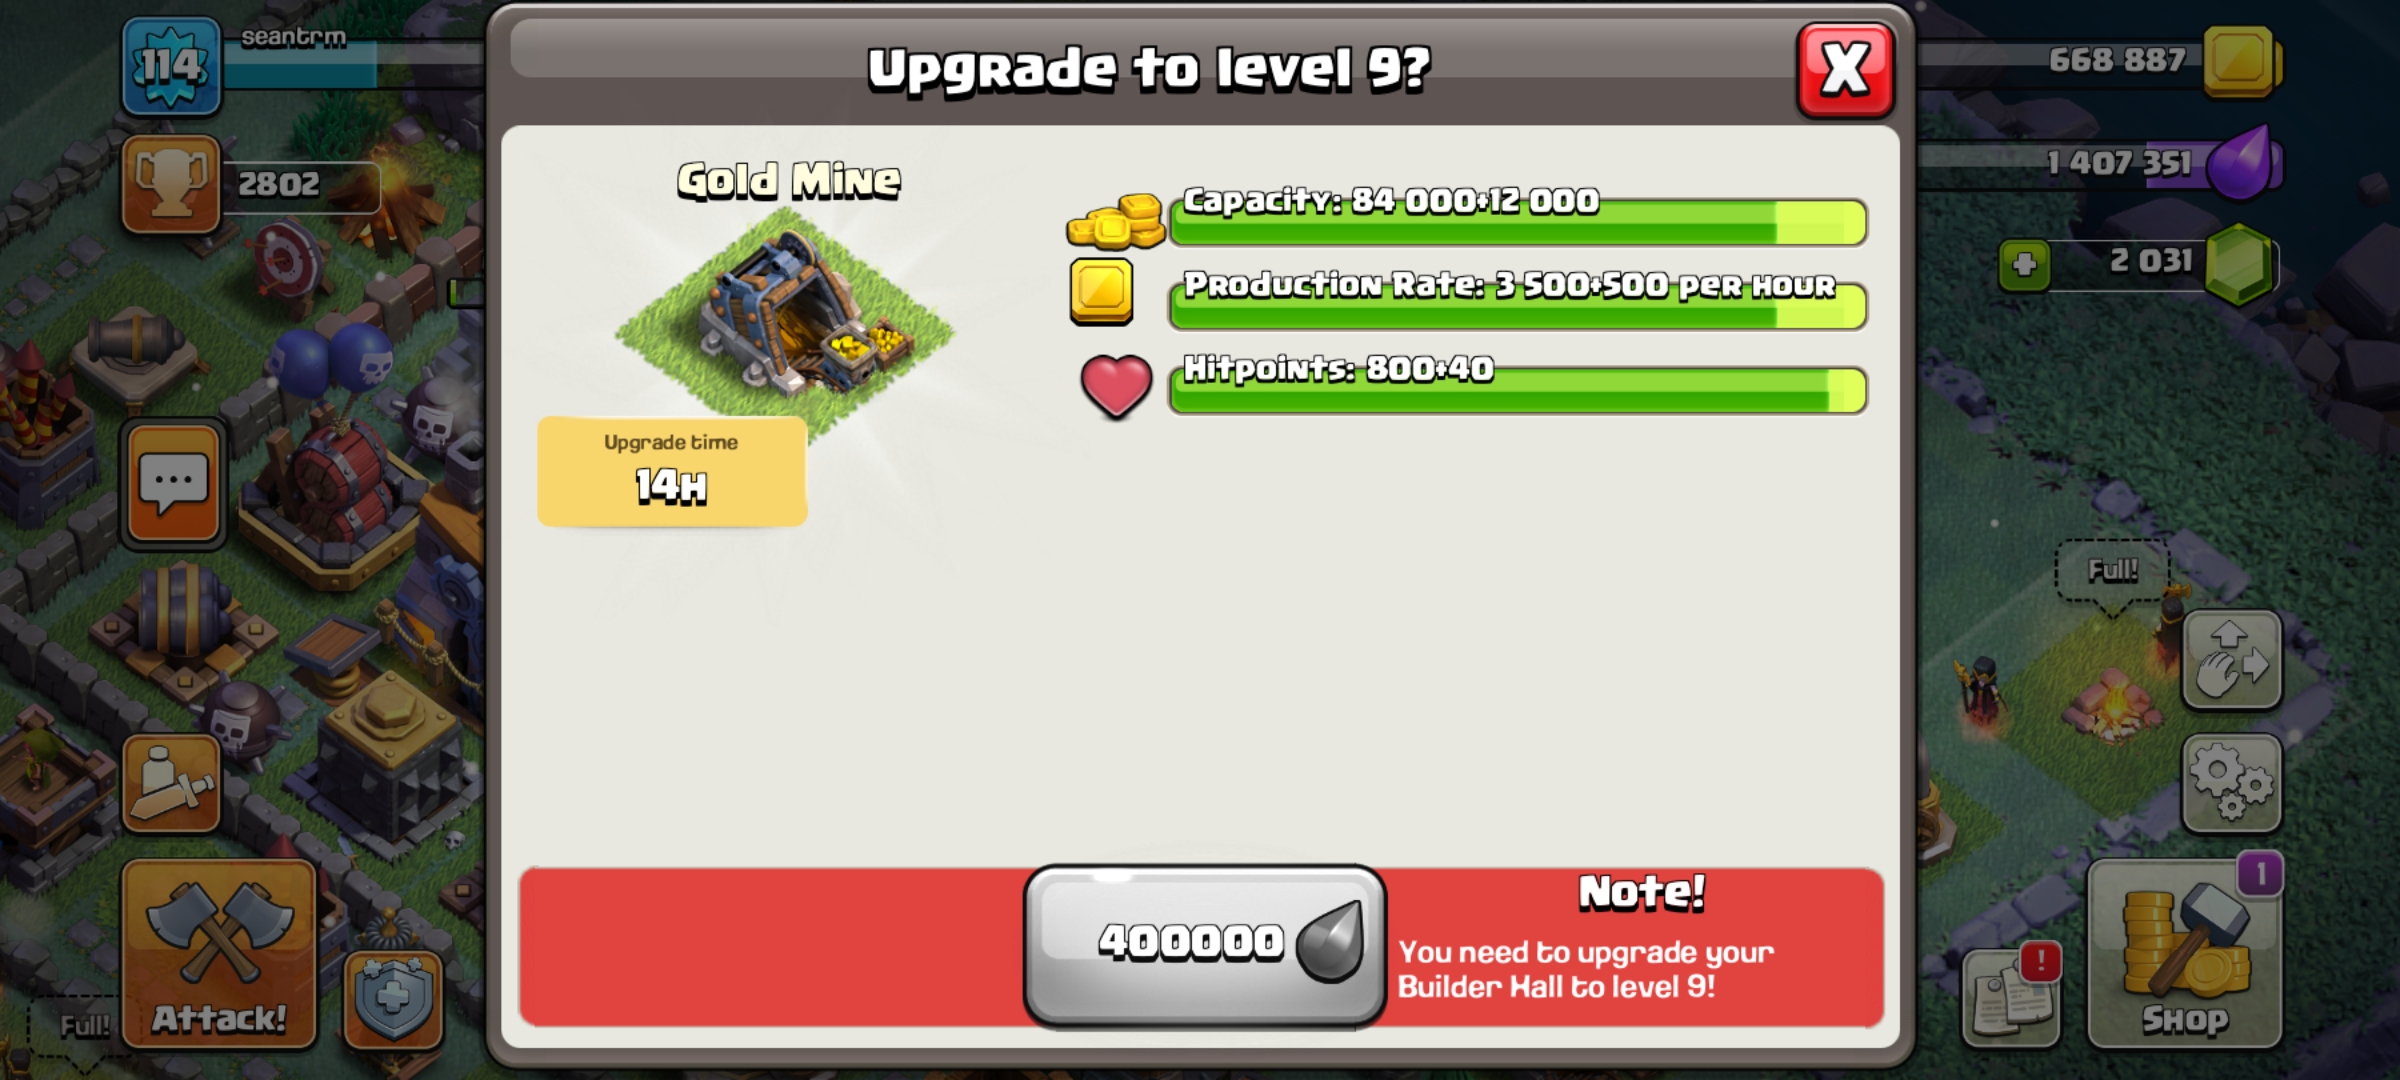 114
seantrm
2802
Upgrade to level 9?
X
668 887
1 407 351
2 031
Gold Mine
Capacity: 84 000+12 000
Production Rate: 3 500+500 per hour
Hitpoints: 800+40
Upgrade time
14H
Full!
400000
Note!
You need to upgrade your
Builder Hall to level 9!
Attack!
Full!
1
!
Shop